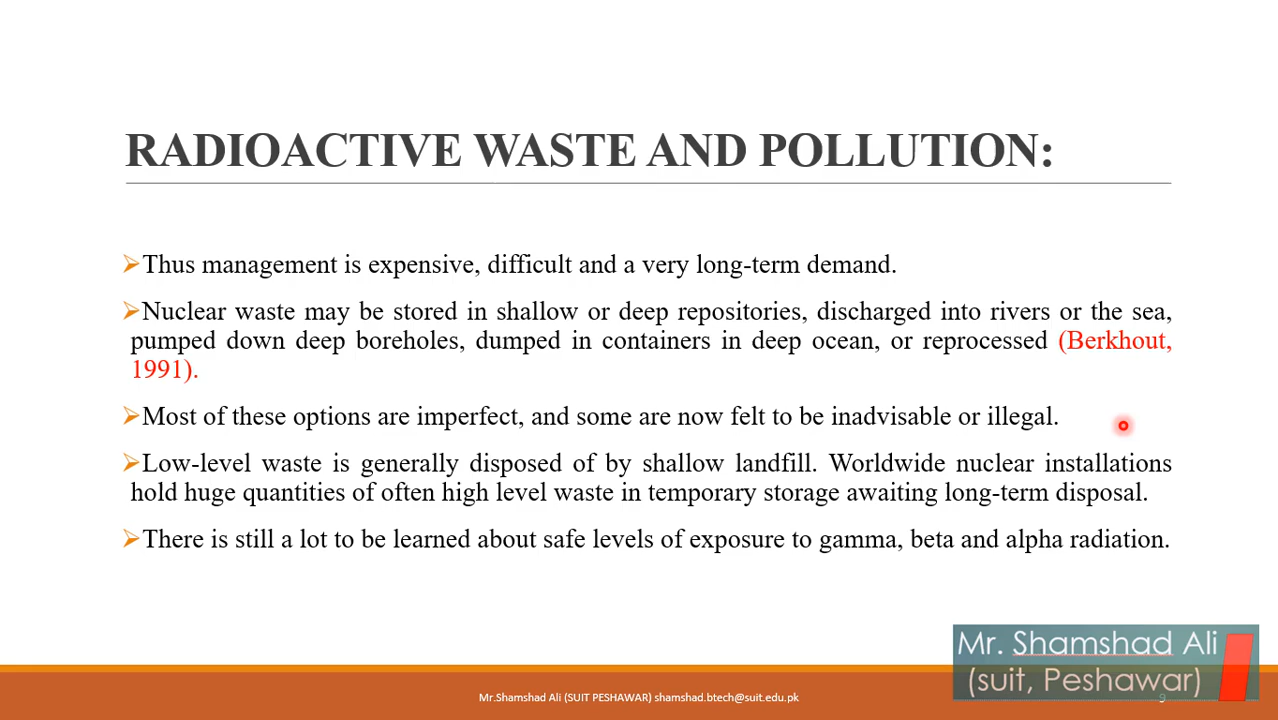 RADIOACTIVE WASTE AND POLLUTION:
Thus management is expensive, difficult and a very long-term demand.
Nuclear waste may be stored in shallow or deep repositories, discharged into rivers or the sea,
pumped down deep boreholes, dumped in containers in deep ocean, or reprocessed (Berkhout,
1991).
Most of these options are imperfect, and some are now felt to be inadvisable or illegal.
Low-level waste is generally disposed of by shallow landfill. Worldwide nuclear installations
hold huge quantities of often high level waste in temporary storage awaiting long-term disposal.
There is still a lot to be learned about safe levels of exposure to gamma, beta and alpha radiation.
Mr. Shamshad Ali
(suit, Peshawar)
Mr.Shamshad Ali (SUIT PESHAWAR) shamshad.btech@suit.edu.pk
9